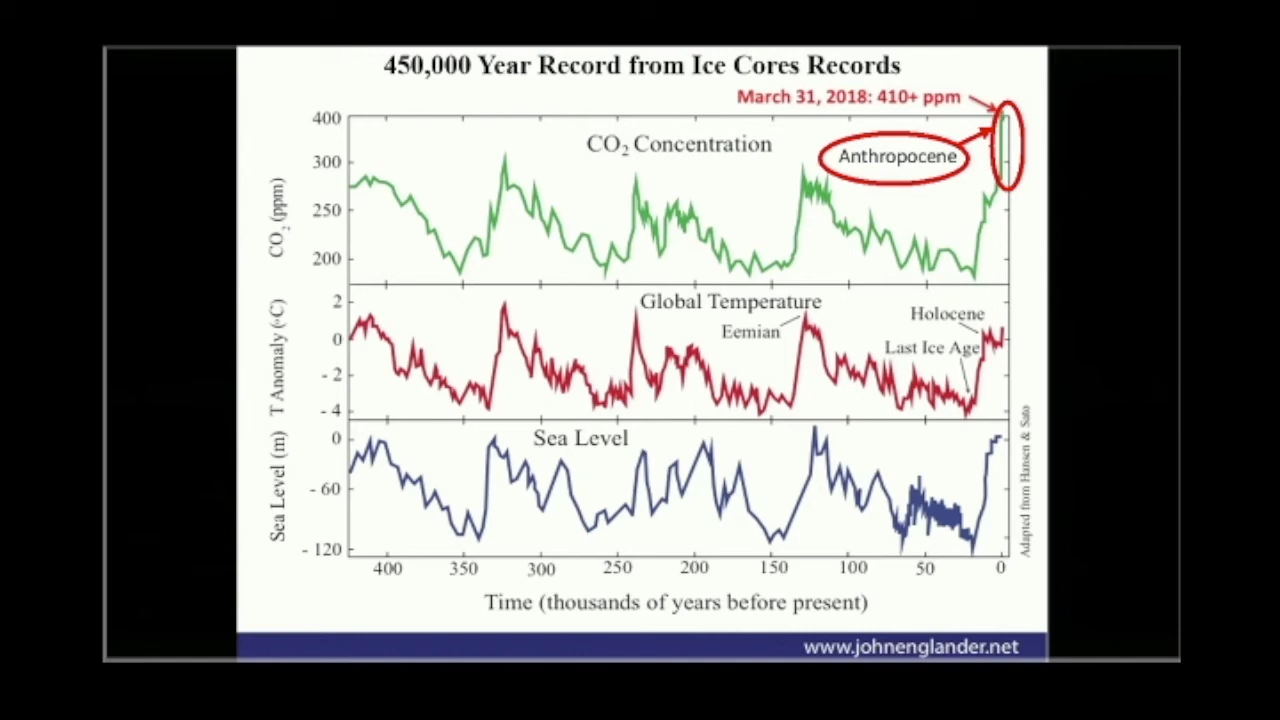 450,000 Year Record from Ice Cores Records
March 31, 2018: 410+ ppm
400
300
250
200
CO₂ (ppm)
CO₂ Concentration
Anthropocene
2
0
- 2
- 4
T Anomaly (°C)
Global Temperature
Eemian
Holocene
Last Ice Age
0
- 60
- 120
Sea Level (m)
Sea Level
Adapted from Hansen & Sato
400 350 300 250 200 150 100 50 0
Time (thousands of years before present)
www.johnenglander.net